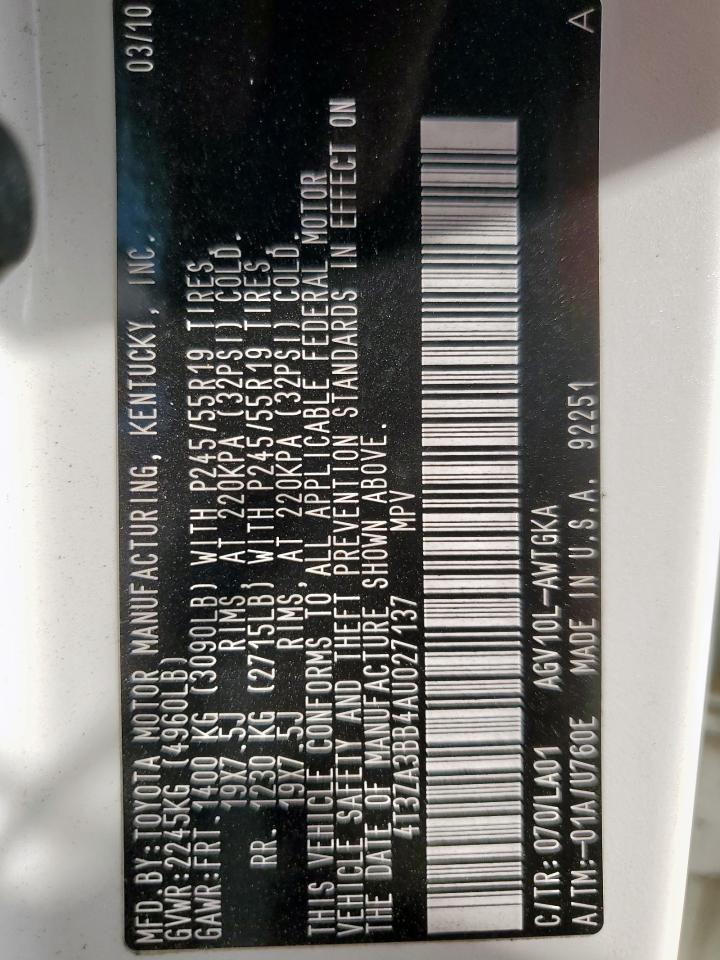 MFD. BY:TOYOTA MOTOR MANUFACTURING, KENTUCKY, INC. 03/10
GVWR:2245KG (4960LB)
GAWR:FRT. 1400 KG (3090LB) WITH P245/55R19 TIRES,
19X7.5J RIMS, AT 220KPA (32PSI) COLD.
RR. 1230 KG (2715LB) WITH P245/55R19 TIRES
19X7.5J RIMS, AT 220KPA (32PSI) COLD.
THIS VEHICLE CONFORMS TO ALL APPLICABLE FEDERAL MOTOR
VEHICLE SAFETY AND THEFT PREVENTION STANDARDS IN EFFECT ON
THE DATE OF MANUFACTURE SHOWN ABOVE.
4T3ZA3BB4AU027137 MPV
C/TR: 070/LA01 AGV10L-AWTGKA
A/TM:-01A/U760E MADE IN U.S.A. 92251 A